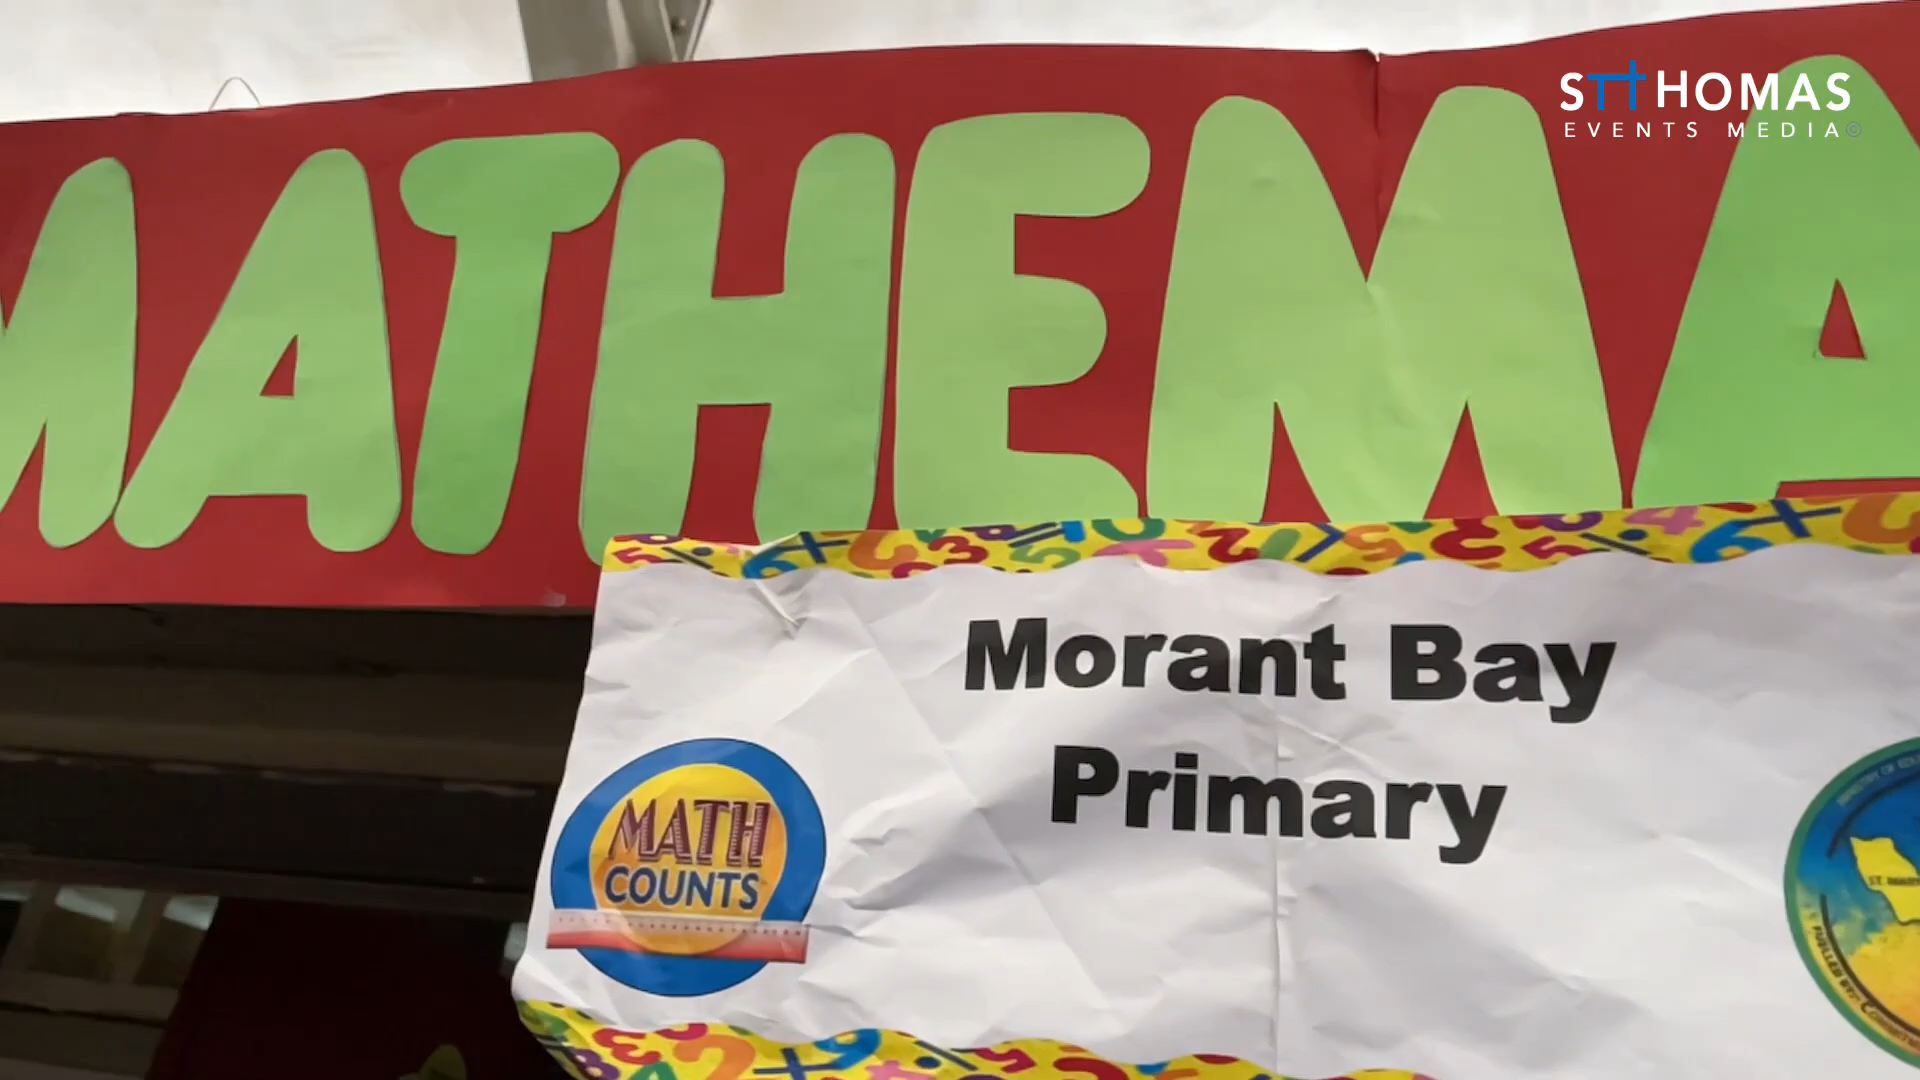 ST THOMAS
EVENTS MEDIA©
MATHEMA
Morant Bay
Primary
MATH
COUNTS